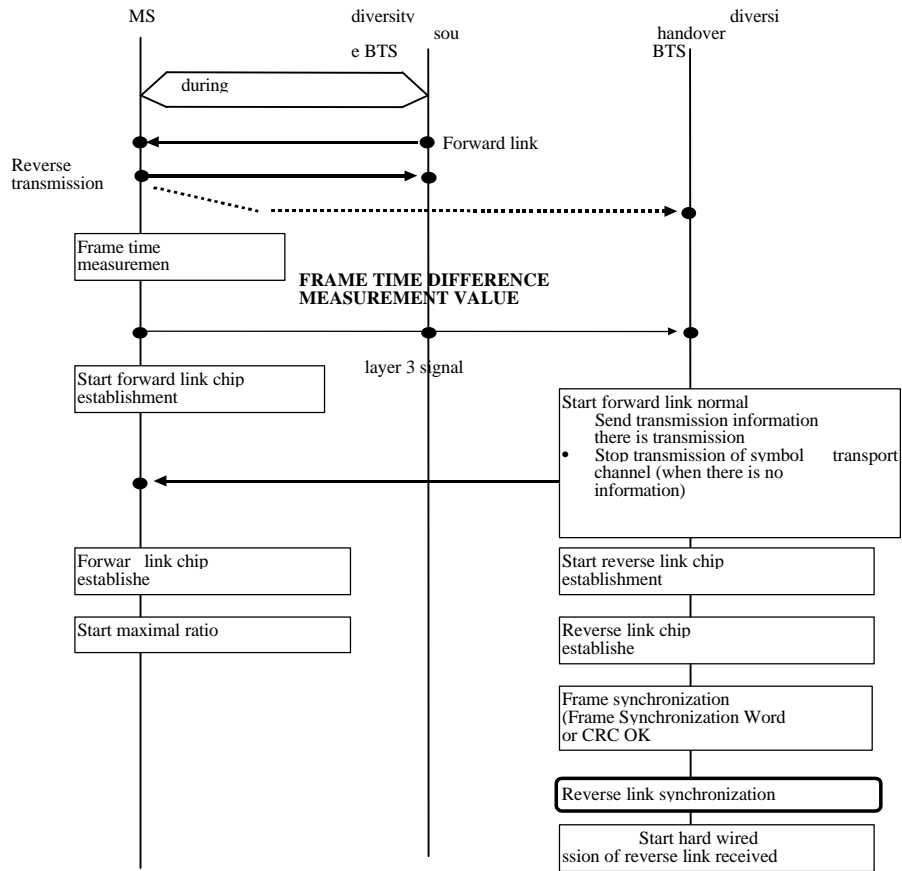 MS
diversity
diversi
sou
handover
e BTS
BTS
during
Forward link
Reverse
transmission
Frame time
measuremen
FRAME TIME DIFFERENCE
MEASUREMENT VALUE
layer 3 signal
Start forward link chip
establishment
Start forward link normal
Send transmission information
there is transmission
• Stop transmission of symbol transport
channel (when there is no
information)
Forwar link chip
establishe
Start reverse link chip
establishment
Start maximal ratio
Reverse link chip
establishe
Frame synchronization
(Frame Synchronization Word
or CRC OK
Reverse link synchronization
Start hard wired
ssion of reverse link received